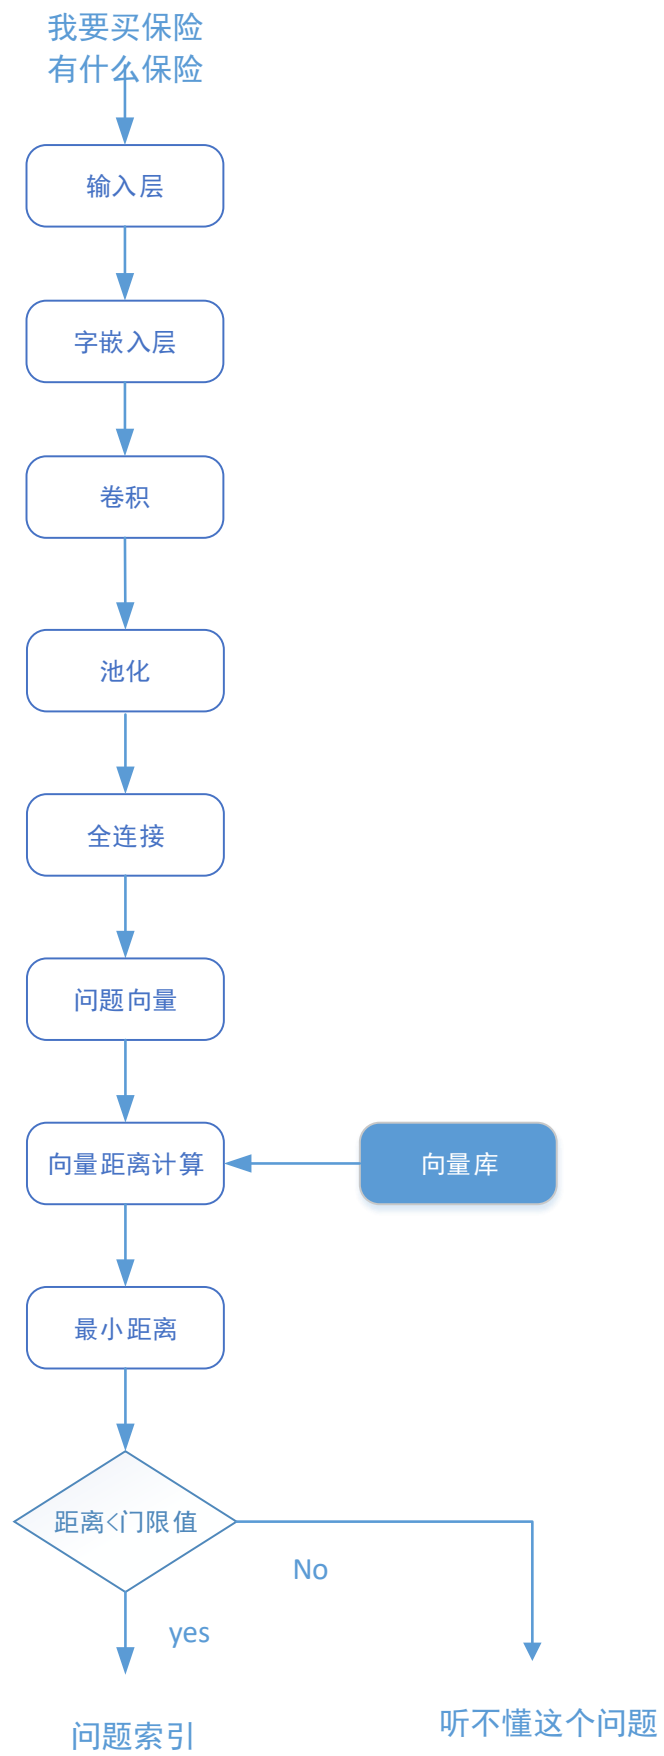 我要买保险
有什么保险
输入层
字嵌入层
卷积
池化
全连接
问题向量
向量距离计算
向量库
最小距离
距离<门限值
No
yes
问题索引
听不懂这个问题